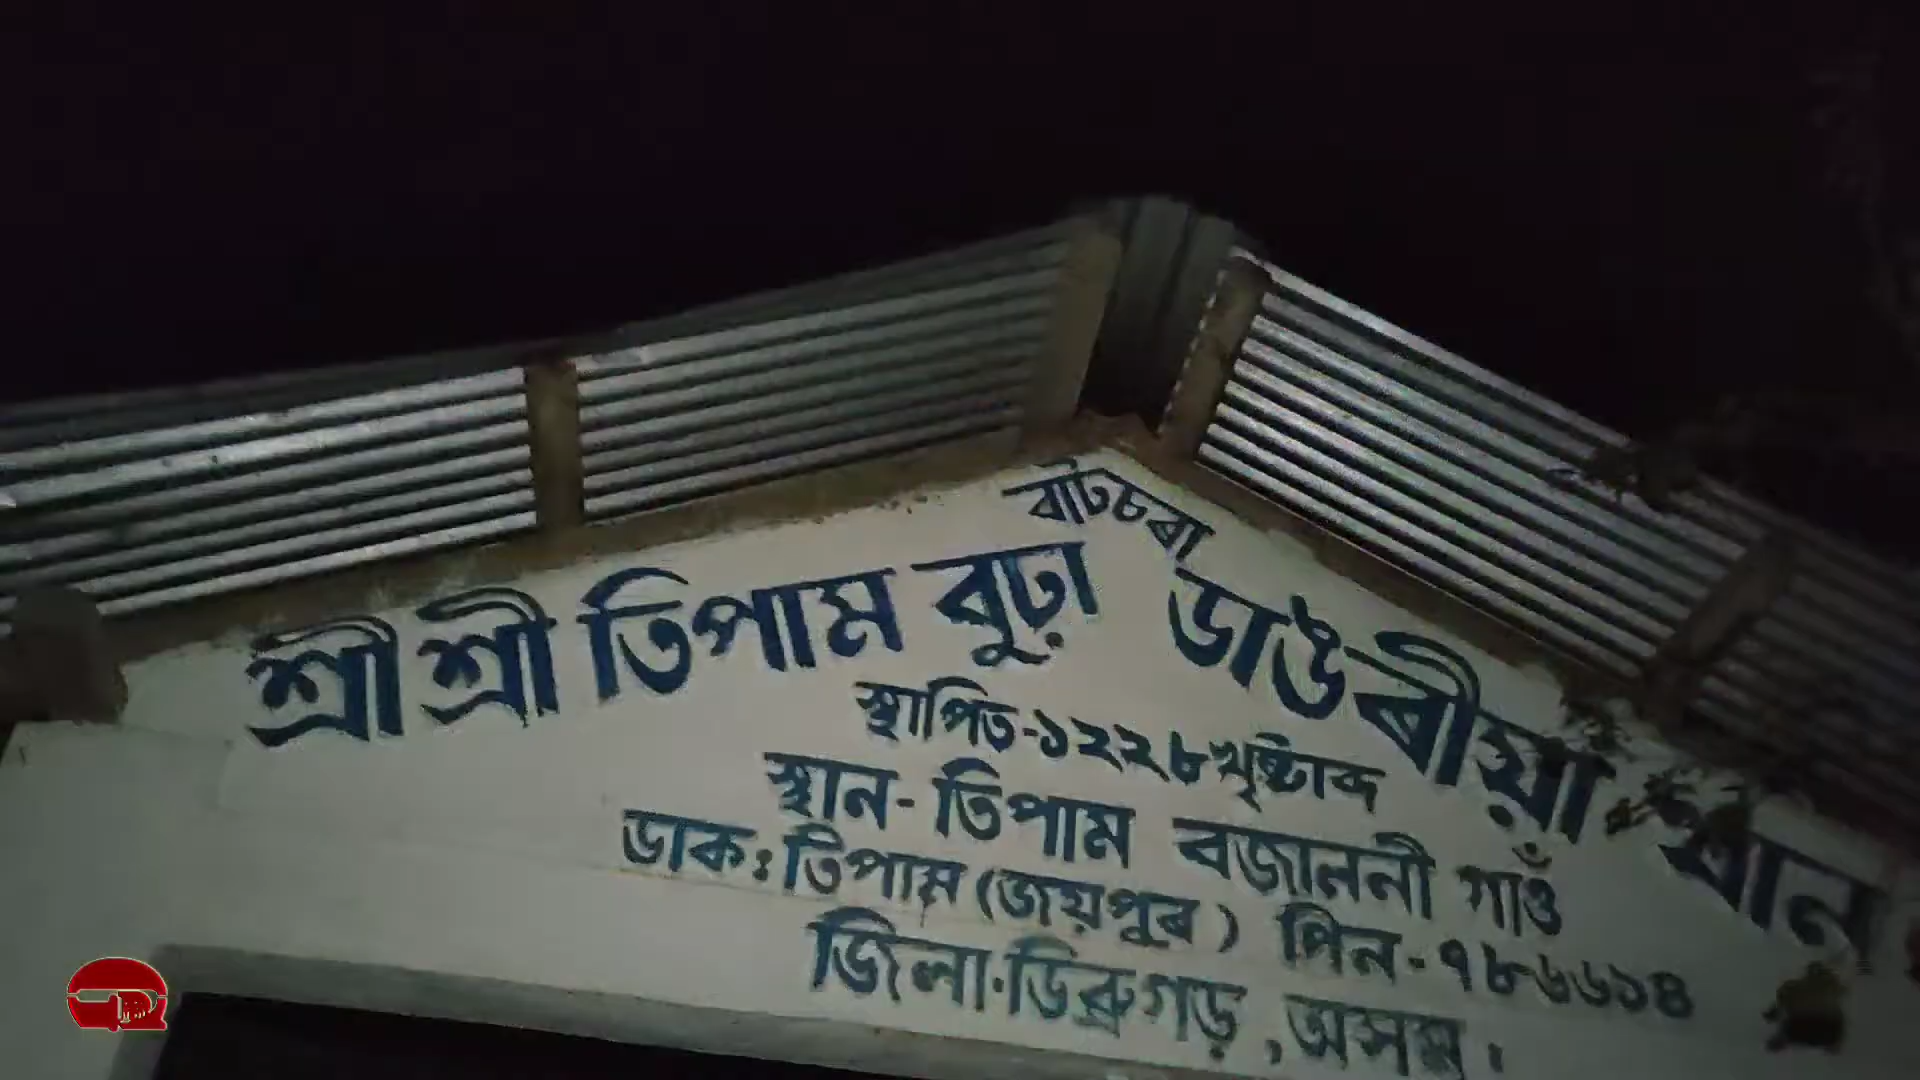 বাটচৰা
শ্ৰীশ্ৰী তিপাম বুঢ়া ডাঙৰীয়া থান
স্থাপিত-১২২৮খৃষ্টাব্দ
স্থান- তিপাম বজালনী গাওঁ
ডাক: তিপাম (জয়পুৰ) পিন-৭৮৬৬১৪
জিলা-ডিব্ৰুগড়, অসম।